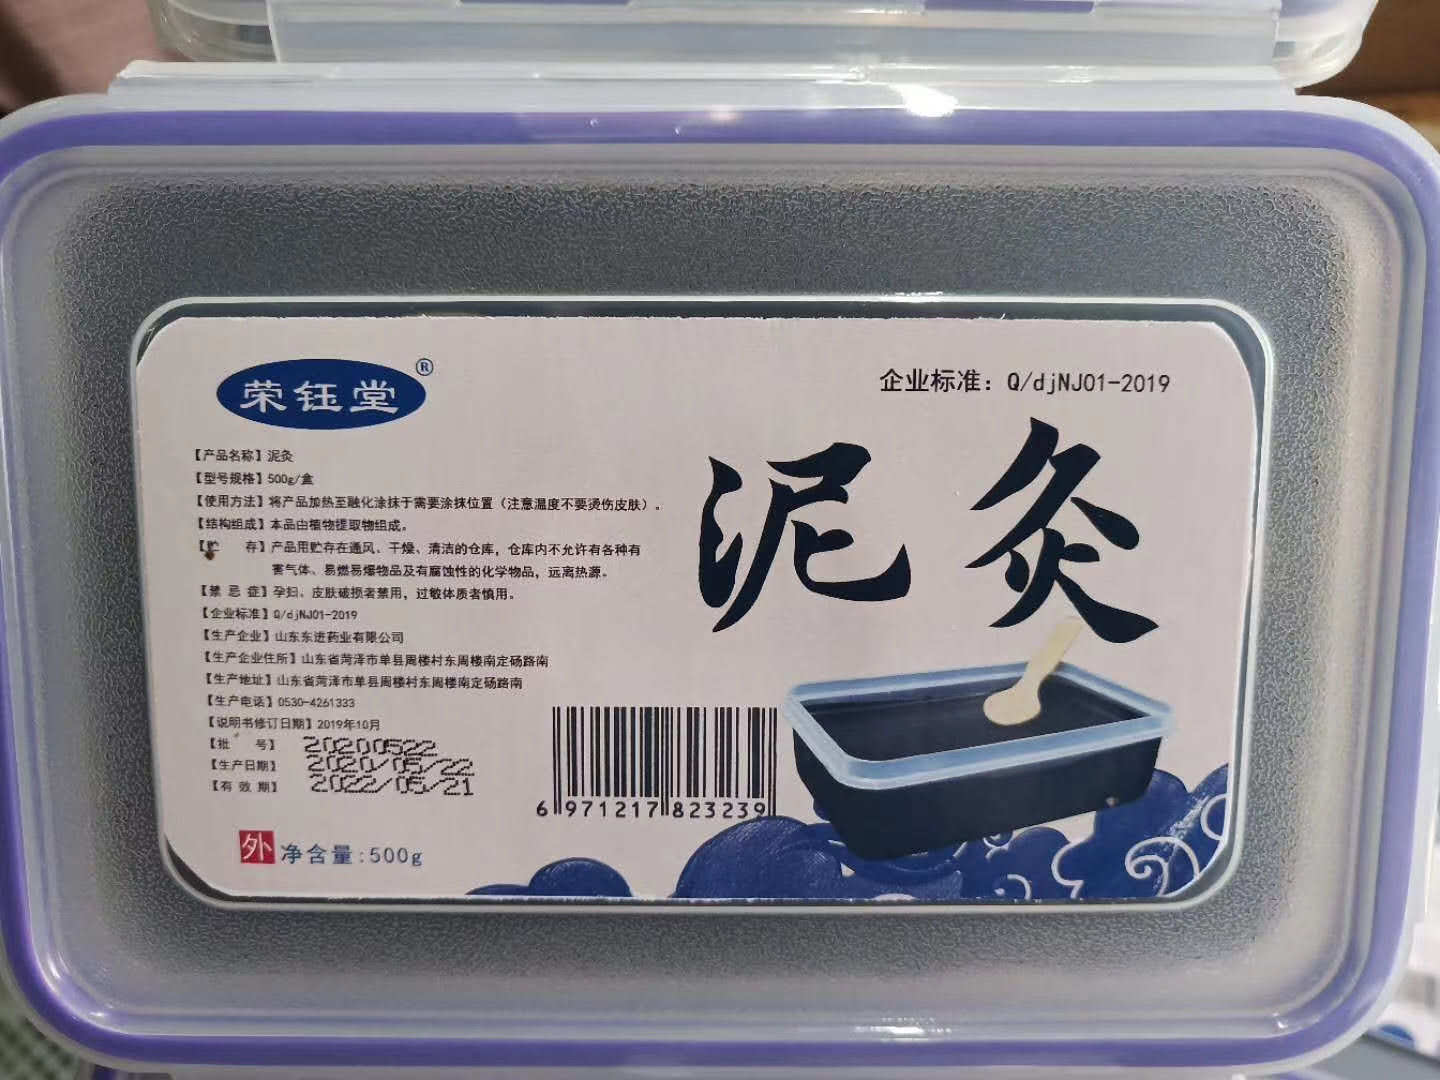 荣钰堂®
企业标准：Q/djNJ01-2019
泥灸
【产品名称】泥灸
【型号规格】500g/盒
【使用方法】将产品加热至融化涂抹于需要涂抹位置（注意温度不要烫伤皮肤）。
【结构组成】本品由植物提取物组成。
【贮 存】产品用贮存在通风、干燥、清洁的仓库，仓库内不允许有各种有
害气体、易燃易爆物品及有腐蚀性的化学物品，远离热源。
【禁 忌 症】孕妇、皮肤破损者禁用，过敏体质者慎用。
【企业标准】Q/djNJ01-2019
【生产企业】山东东进药业有限公司
【生产企业住所】山东省菏泽市单县周楼村东周楼南定砀路南
【生产地址】山东省菏泽市单县周楼村东周楼南定砀路南
【生产电话】0530-4261333
【说明书修订日期】2019年10月
【批 号】 20200522
【生产日期】 2020/05/22
【有 效 期】 2022/05/21
6 971217 823239
外 净含量:500g